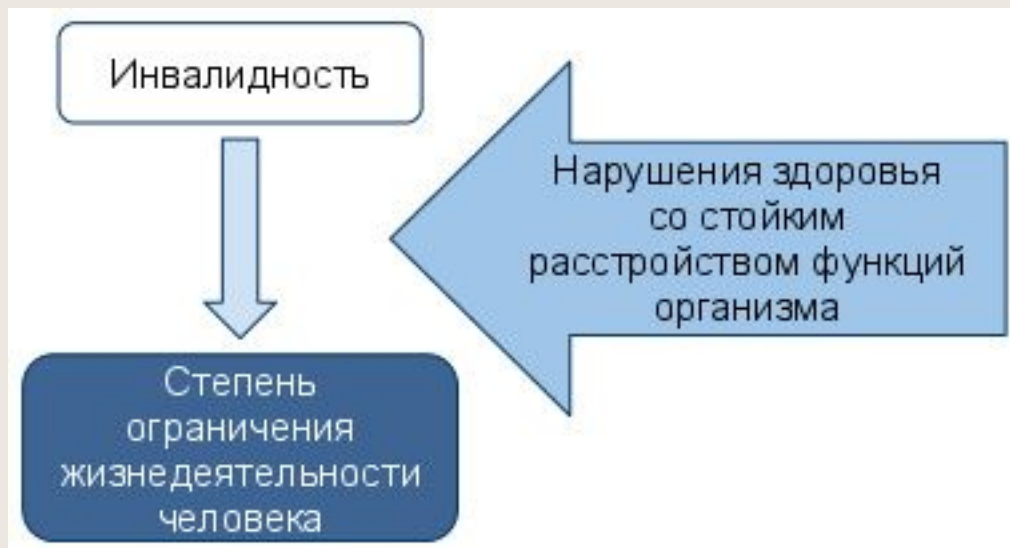 Инвалидность
Нарушения здоровья
со стойким
расстройством функций
организма
Степень
ограничения
жизнедеятельности
человека